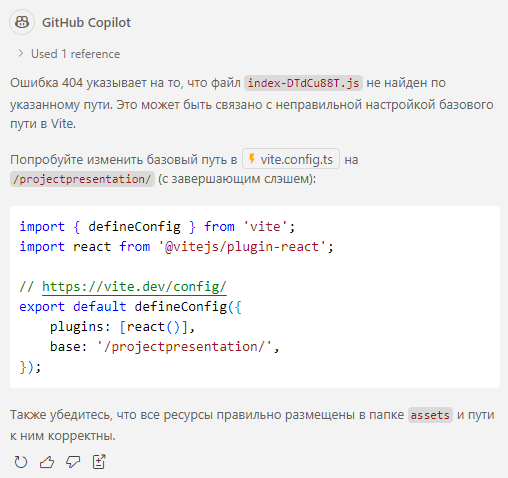 GitHub Copilot
Used 1 reference
Ошибка 404 указывает на то, что файл index-DTdCu88T.js не найден по
указанному пути. Это может быть связано с неправильной настройкой базового
пути в Vite.
Попробуйте изменить базовый путь в vite.config.ts на
/projectpresentation/ (с завершающим слэшем):
import { defineConfig } from 'vite';
import react from '@vitejs/plugin-react';
// https://vite.dev/config/
export default defineConfig({
    plugins: [react()],
    base: '/projectpresentation/',
});
Также убедитесь, что все ресурсы правильно размещены в папке assets и пути
к ним корректны.